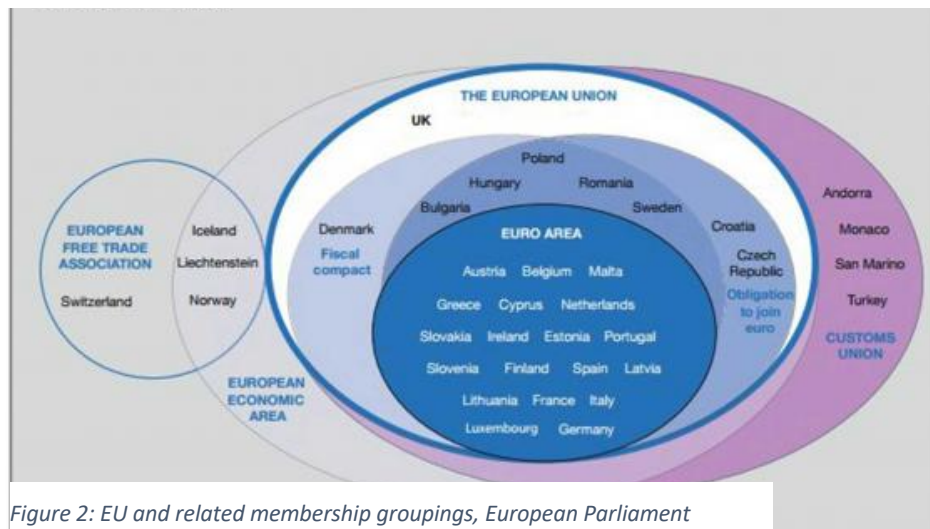 THE EUROPEAN UNION
UK
Poland
Hungary Romania
Bulgaria Sweden
EUROPEAN
FREE TRADE
ASSOCIATION
Switzerland
Iceland
Liechtenstein
Norway
Denmark
Fiscal
compact
EURO AREA
Austria Belgium Malta
Greece Cyprus Netherlands
Slovakia Ireland Estonia Portugal
Slovenia Finland Spain Latvia
Lithuania France Italy
Luxembourg Germany
Croatia
Czech
Republic
Obligation
to join
euro
Andorra
Monaco
San Marino
Turkey
CUSTOMS
UNION
EUROPEAN
ECONOMIC
AREA
Figure 2: EU and related membership groupings, European Parliament